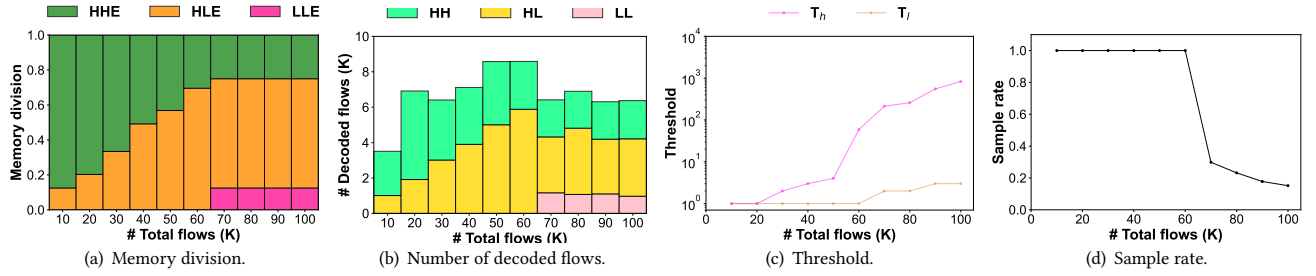 HHE HLE LLE
Memory division
1.0
0.8
0.6
0.4
0.2
0.0
10 20 30 40 50 60 70 80 90 100
# Total flows (K)
(a) Memory division.
HH HL LL
# Decoded flows (K)
10
8
6
4
2
0
10 20 30 40 50 60 70 80 90 100
# Total flows (K)
(b) Number of decoded flows.
Th Tl
Threshold
10^4
10^3
10^2
10^1
10^0
0 20 40 60 80 100
# Total flows (K)
(c) Threshold.
Sample rate
1.0
0.8
0.6
0.4
0.2
0.0
0 20 40 60 80 100
# Total flows (K)
(d) Sample rate.